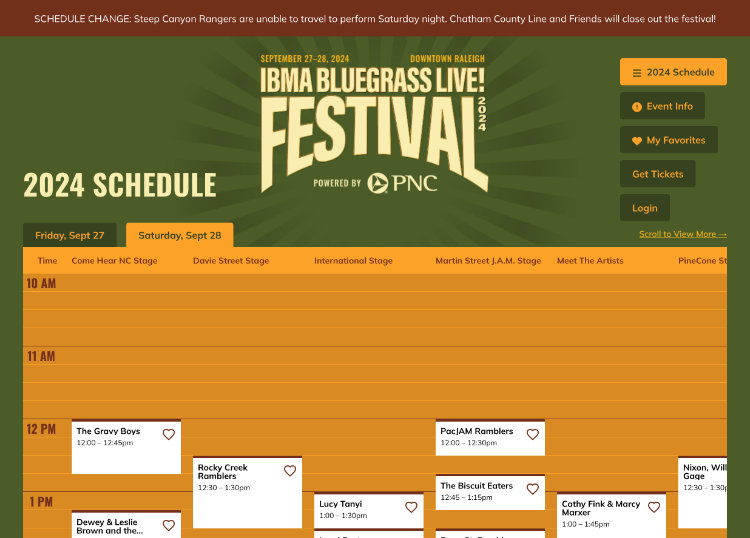 SCHEDULE CHANGE: Steep Canyon Rangers are unable to travel to perform Saturday night. Chatham County Line and Friends will close out the festival!
SEPTEMBER 27–28, 2024 DOWNTOWN RALEIGH
IBMA BLUEGRASS LIVE!
FESTIVAL
2024
POWERED BY PNC
2024 Schedule
Event Info
My Favorites
Get Tickets
Login
2024 SCHEDULE
Friday, Sept 27
Saturday, Sept 28
Scroll to View More →
Time Come Hear NC Stage Davie Street Stage International Stage Martin Street J.A.M. Stage Meet The Artists PineCone St
10 AM
11 AM
12 PM
The Gravy Boys
12:00 – 12:45pm
PacJAM Ramblers
12:00 – 12:30pm
Rocky Creek
Ramblers
12:30 – 1:30pm
Nixon, Will
Gage
12:30 – 1:30p
The Biscuit Eaters
12:45 – 1:15pm
1 PM
Lucy Tanyi
1:00 – 1:30pm
Cathy Fink & Marcy
Marxer
1:00 – 1:45pm
Dewey & Leslie
Brown and the...